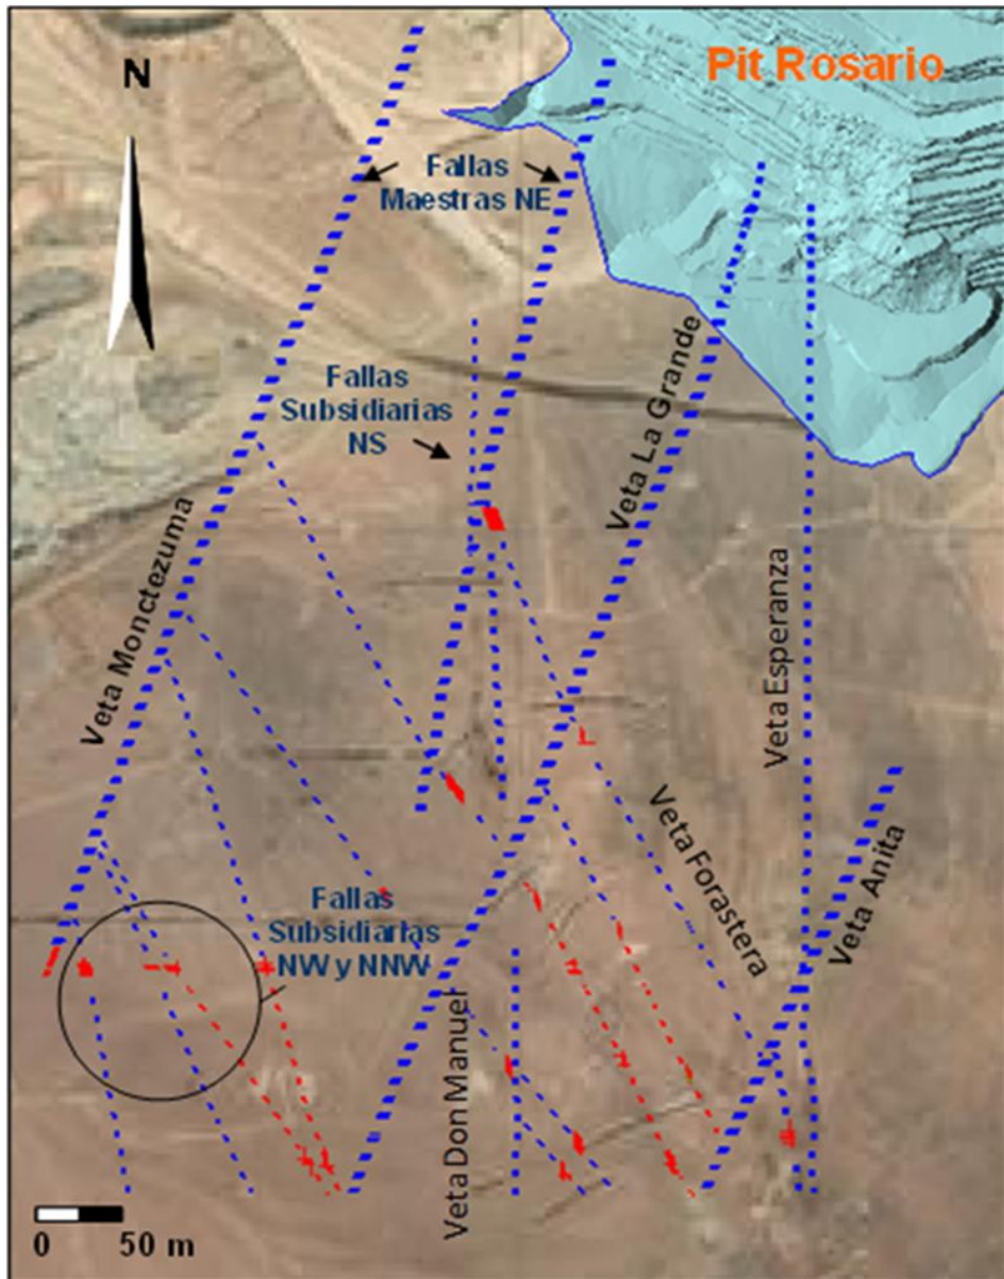 Pit Rosario
N
Fallas
Maestras NE
Fallas
Subsidiarias
NS
Veta La Grande
Veta Monctezuma
Veta Esperanza
Veta Forastera
Veta Anita
Fallas
Subsidiarias
NW y NNW
Veta Don Manuel
0 50 m